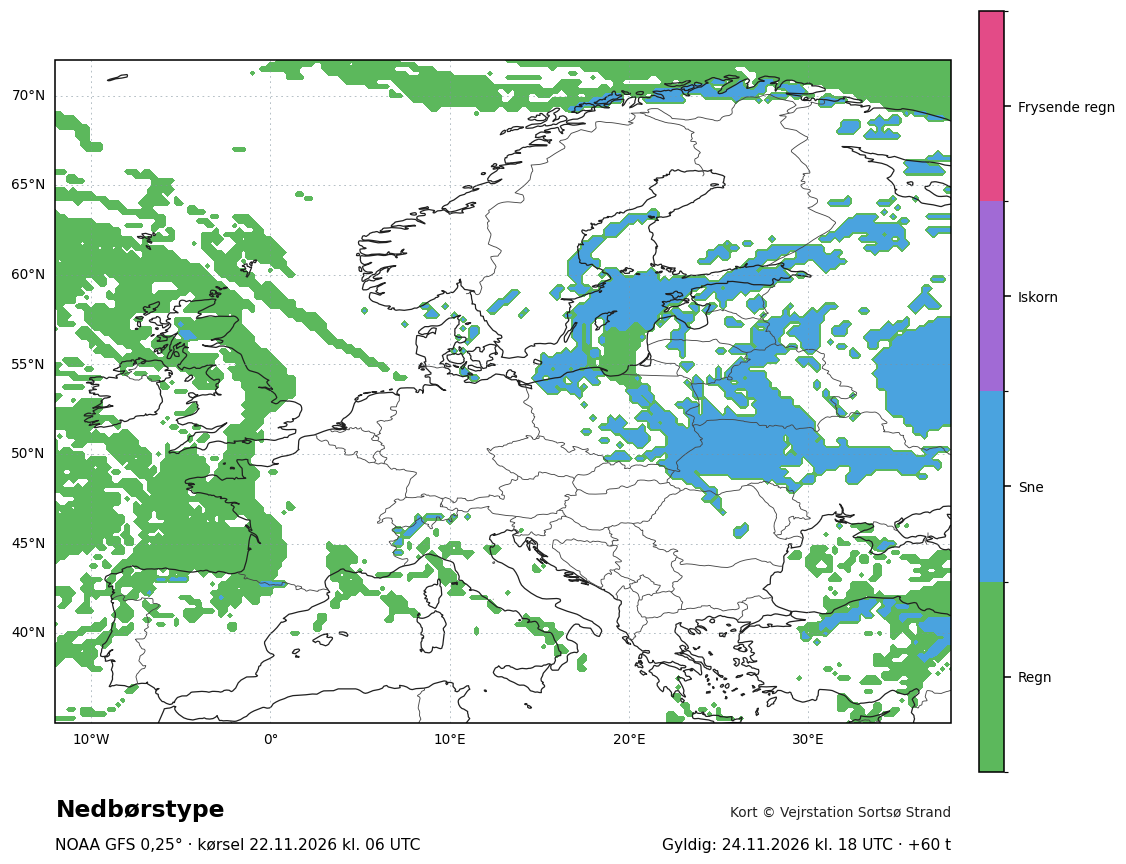 70°N
65°N
60°N
55°N
50°N
45°N
40°N
10°W
0°
10°E
20°E
30°E
Frysende regn
Iskorn
Sne
Regn
Nedbørstype
Kort © Vejrstation Sortsø Strand
NOAA GFS 0,25° · kørsel 22.11.2026 kl. 06 UTC
Gyldig: 24.11.2026 kl. 18 UTC · +60 t